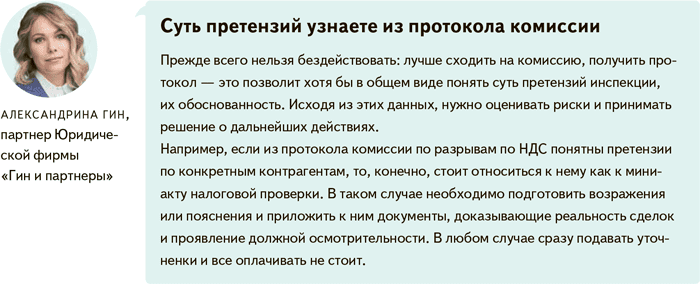 Суть претензий узнаете из протокола комиссии
Прежде всего нельзя бездействовать: лучше сходить на комиссию, получить про-
токол — это позволит хотя бы в общем виде понять суть претензий инспекции,
их обоснованность. Исходя из этих данных, нужно оценивать риски и принимать
решение о дальнейших действиях.
Например, если из протокола комиссии по разрывам по НДС понятны претензии
по конкретным контрагентам, то, конечно, стоит относиться к нему как к мини-
акту налоговой проверки. В таком случае необходимо подготовить возражения
или пояснения и приложить к ним документы, доказывающие реальность сделок
и проявление должной осмотрительности. В любом случае сразу подавать уточ-
ненки и все оплачивать не стоит.
АЛЕКСАНДРИНА ГИН,
партнер Юридиче-
ской фирмы
«Гин и партнеры»